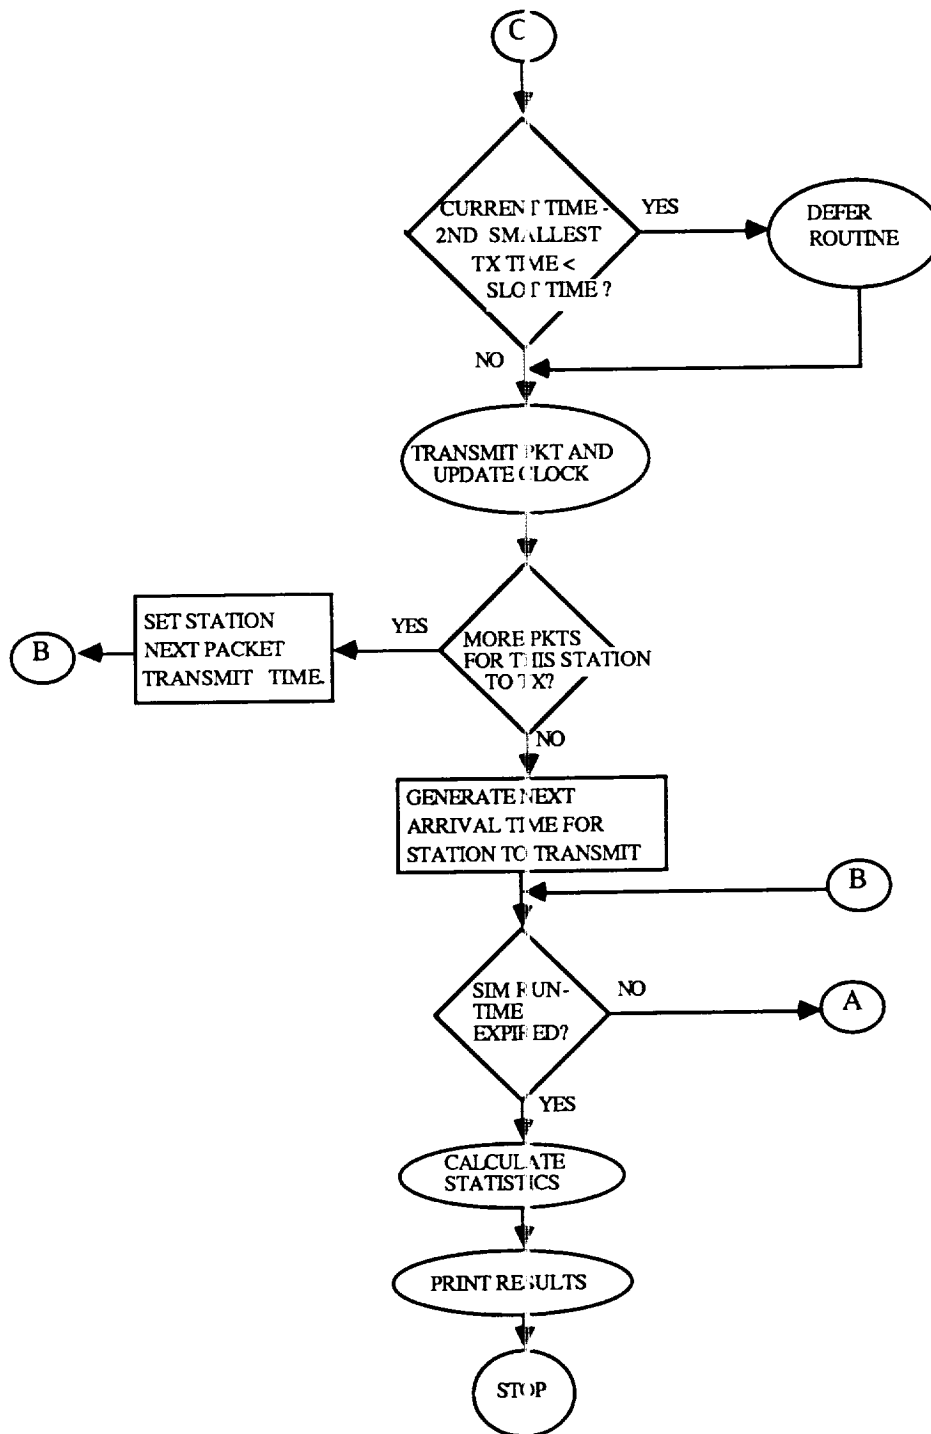 C
CURRENT TIME -
2ND SMALLEST
TX TIME <
SLOT TIME ?
YES
DEFER
ROUTINE
NO
TRANSMIT PKT AND
UPDATE CLOCK
MORE PKTS
FOR THIS STATION
TO TX?
YES
SET STATION
NEXT PACKET
TRANSMIT TIME.
B
NO
GENERATE NEXT
ARRIVAL TIME FOR
STATION TO TRANSMIT
B
SIM RUN-
TIME
EXPIRED?
NO
A
YES
CALCULATE
STATISTICS
PRINT RESULTS
STOP